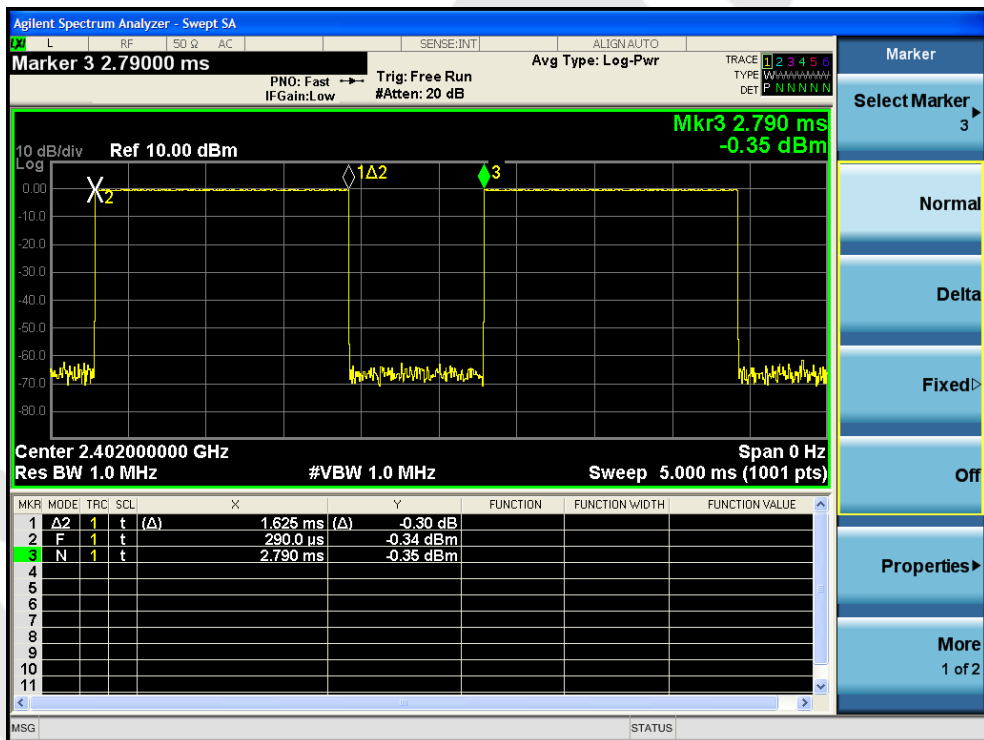 Agilent Spectrum Analyzer - Swept SA
LXI L RF 50 Ω AC SENSE:INT ALIGN AUTO
Marker 3 2.79000 ms
PNO: Fast
IFGain:Low
Trig: Free Run
#Atten: 20 dB
Avg Type: Log-Pwr
TRACE 1 2 3 4 5 6
TYPE W
DET P N N N N N
Mkr3 2.790 ms
-0.35 dBm
10 dB/div Ref 10.00 dBm
Log
0.00
-10.0
-20.0
-30.0
-40.0
-50.0
-60.0
-70.0
-80.0
2
1Δ2
3
Center 2.402000000 GHz Span 0 Hz
Res BW 1.0 MHz #VBW 1.0 MHz Sweep 5.000 ms (1001 pts)
MKR MODE TRC SCL X Y FUNCTION FUNCTION WIDTH FUNCTION VALUE
1 Δ2 1 t (Δ) 1.625 ms (Δ) -0.30 dB
2 F 1 t 290.0 µs -0.34 dBm
3 N 1 t 2.790 ms -0.35 dBm
4
5
6
7
8
9
10
11
MSG STATUS
Marker
Select Marker
3
Normal
Delta
Fixed
Off
Properties
More
1 of 2